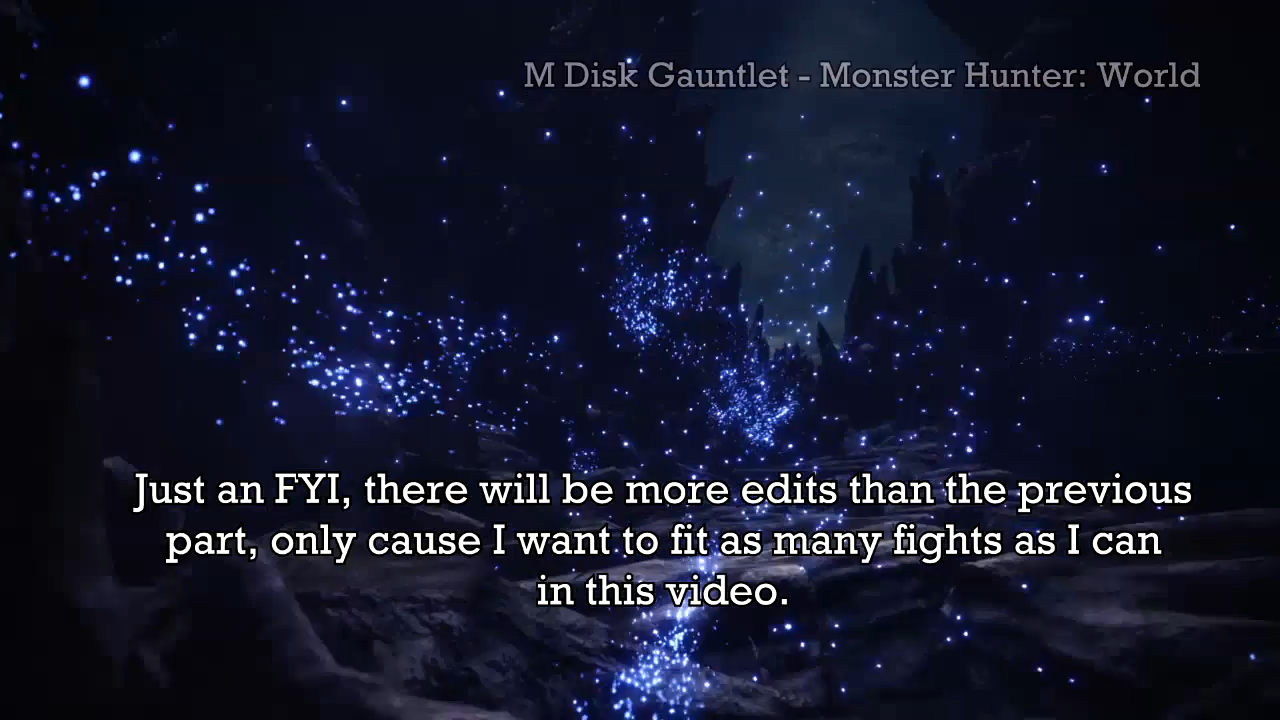 M Disk Gauntlet - Monster Hunter: World
Just an FYI, there will be more edits than the previous
part, only cause I want to fit as many fights as I can
in this video.